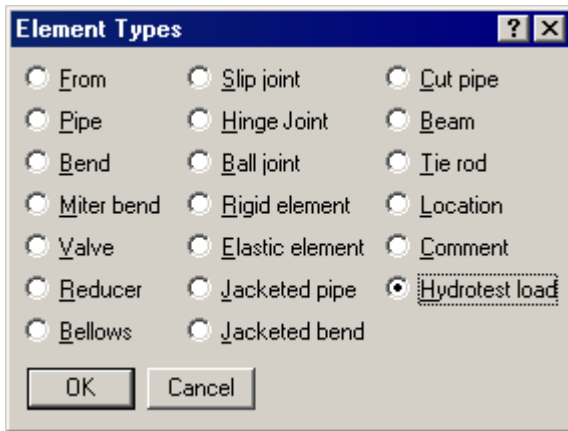 Element Types
From Slip joint Cut pipe
Pipe Hinge Joint Beam
Bend Ball joint Tie rod
Miter bend Rigid element Location
Valve Elastic element Comment
Reducer Jacketed pipe Hydrotest load
Bellows Jacketed bend
OK Cancel